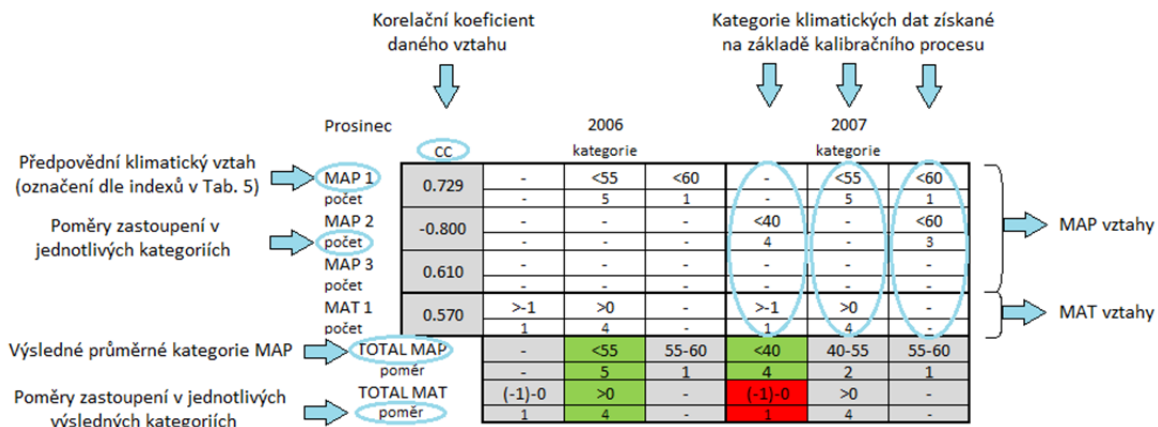 Korelační koeficient
daného vztahu
Kategorie klimatických dat získané
na základě kalibračního procesu
Prosinec 2006 2007
CC kategorie kategorie
Předpovědní klimatický vztah
(označení dle indexů v Tab. 5)
MAP 1 0.729 - <55 <60 - <55 <60
počet - 5 1 - 5 1
Poměry zastoupení v
jednotlivých kategoriích
MAP 2 -0.800 - - - <40 - <60
počet - - - 4 - 3
MAP 3 0.610 - - - - - -
počet - - - - - -
MAT 1 0.570 >-1 >0 - >-1 >0 -
počet 1 4 - 1 4 -
MAP vztahy
MAT vztahy
Výsledné průměrné kategorie MAP
TOTAL MAP - <55 55-60 <40 40-55 55-60
poměr - 5 1 4 2 1
Poměry zastoupení v jednotlivých
výsledných kategoriích
TOTAL MAT (-1)-0 >0 - (-1)-0 >0 -
poměr 1 4 - 1 4 -